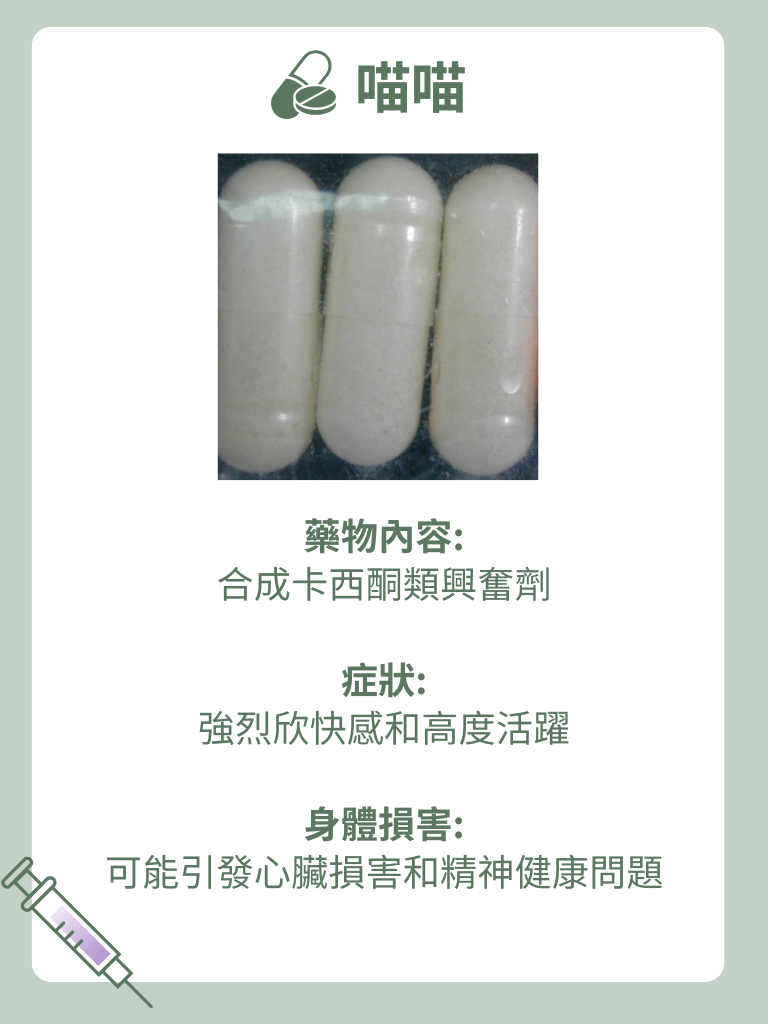 喵喵
藥物內容:
合成卡西酮類興奮劑
症狀:
強烈欣快感和高度活躍
身體損害:
可能引發心臟損害和精神健康問題